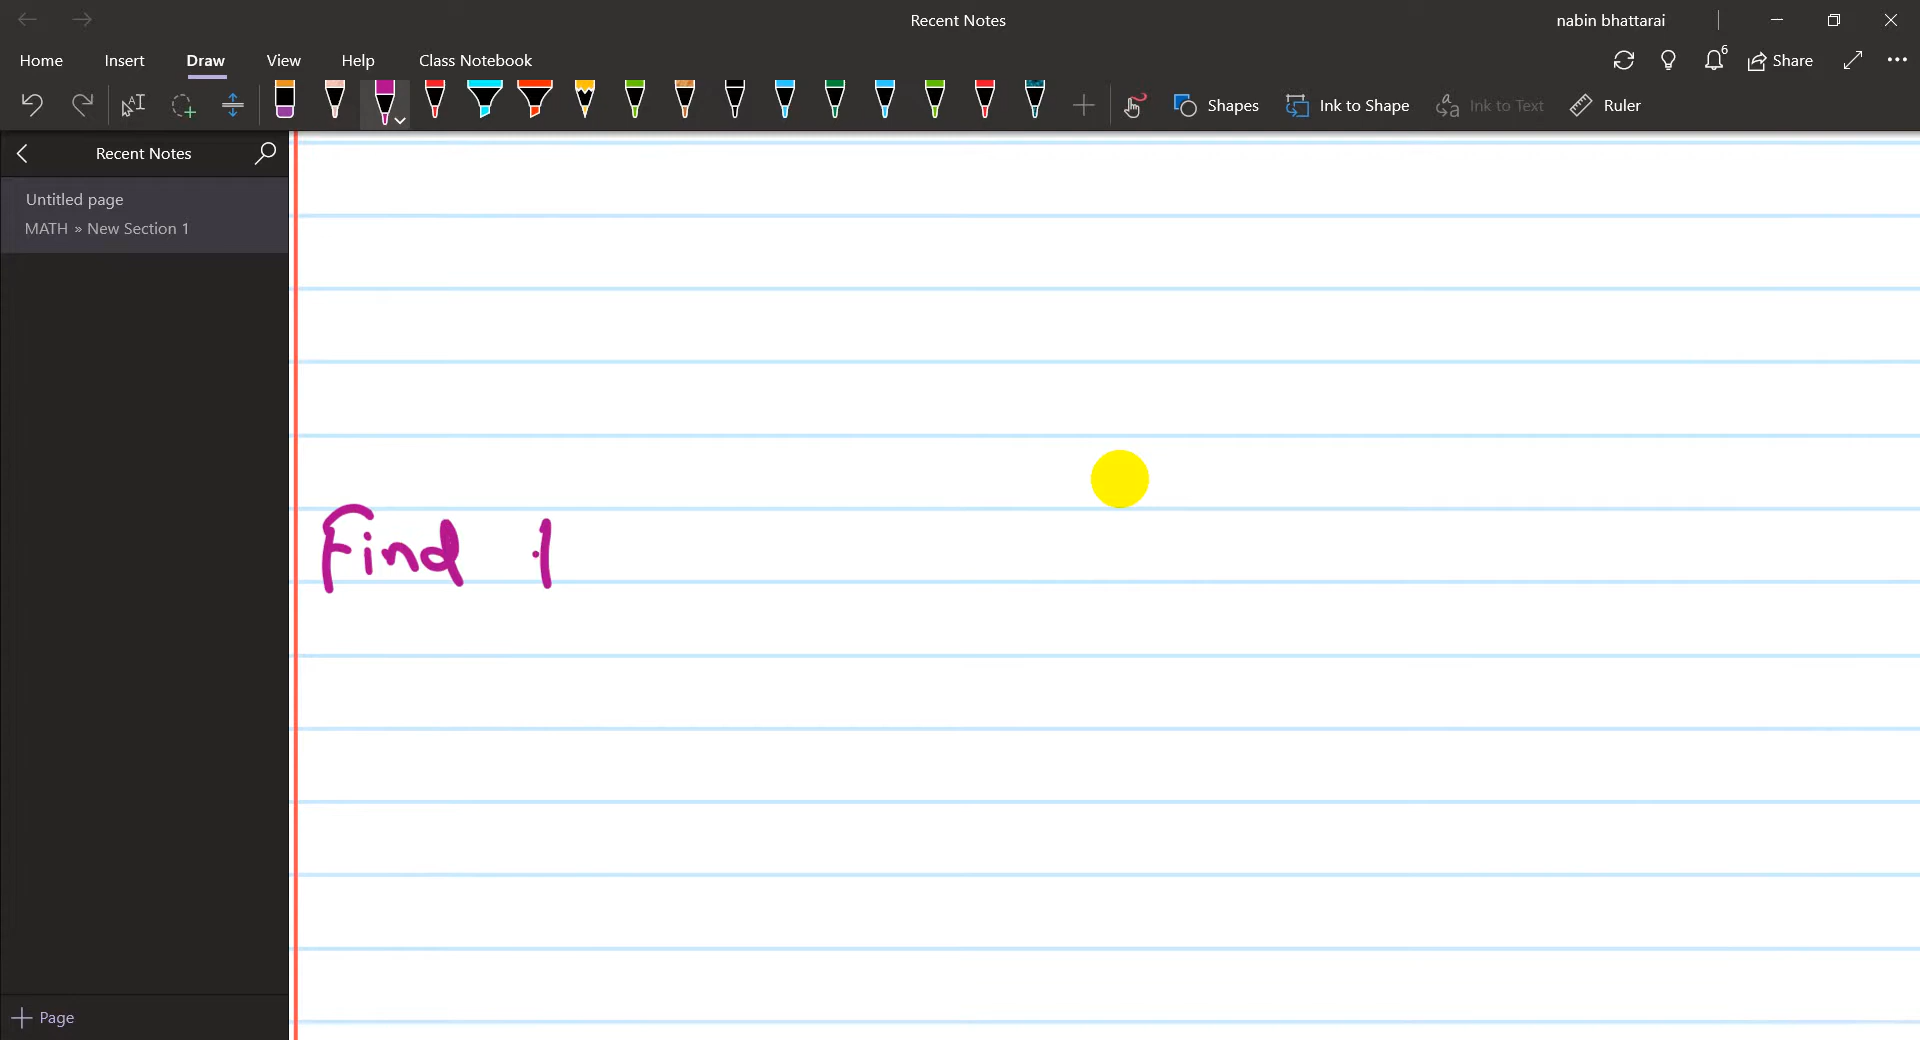 Recent Notes
nabin bhattarai
Home Insert Draw View Help Class Notebook
6
Share
Shapes
Ink to Shape
Ink to Text
Ruler
Recent Notes
Untitled page
MATH » New Section 1
Find
Page